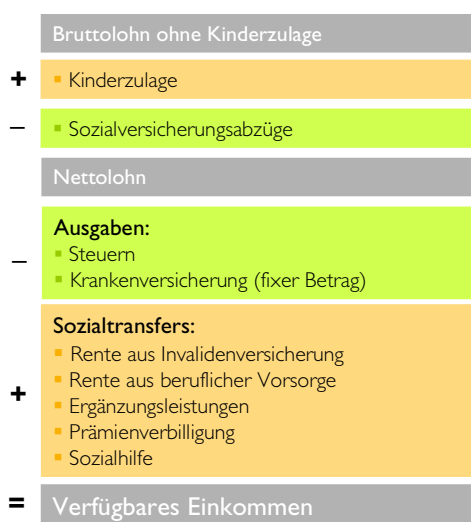 Bruttolohn ohne Kinderzulage
+ ▪ Kinderzulage
– ▪ Sozialversicherungsabzüge
Nettolohn
Ausgaben:
▪ Steuern
– ▪ Krankenversicherung (fixer Betrag)
Sozialtransfers:
▪ Rente aus Invalidenversicherung
▪ Rente aus beruflicher Vorsorge
+ ▪ Ergänzungsleistungen
▪ Prämienverbilligung
▪ Sozialhilfe
= Verfügbares Einkommen